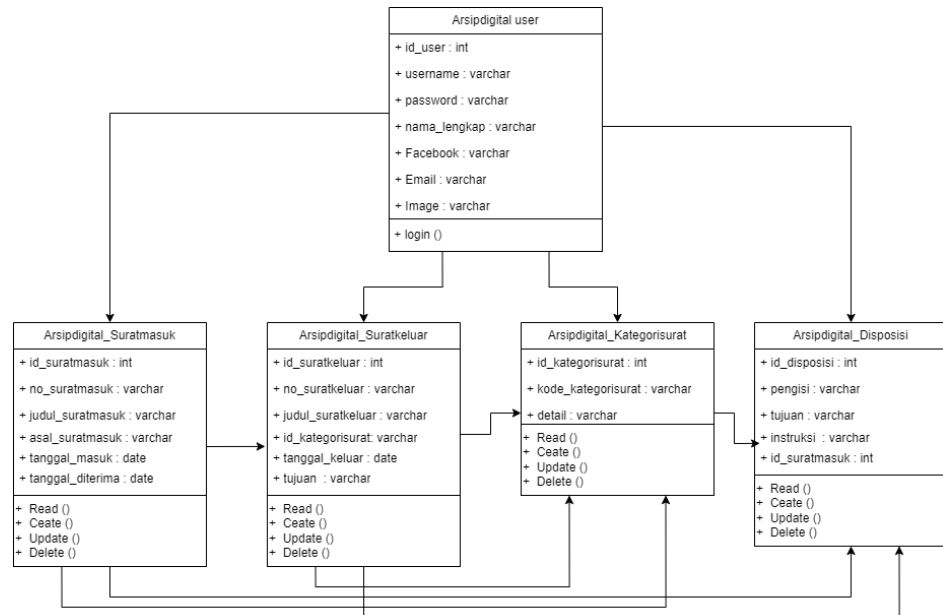 Arsipdigital user
+ id_user : int
+ username : varchar
+ password : varchar
+ nama_lengkap : varchar
+ Facebook : varchar
+ Email : varchar
+ Image : varchar
+ login ()
Arsipdigital_Suratmasuk
+ id_suratmasuk : int
+ no_suratmasuk : varchar
+ judul_suratmasuk : varchar
+ asal_suratmasuk : varchar
+ tanggal_masuk : date
+ tanggal_diterima : date
+ Read ()
+ Ceate ()
+ Update ()
+ Delete ()
Arsipdigital_Suratkeluar
+ id_suratkeluar : int
+ no_suratkeluar : varchar
+ judul_suratkeluar : varchar
+ id_kategorisurat: varchar
+ tanggal_keluar : date
+ tujuan : varchar
+ Read ()
+ Ceate ()
+ Update ()
+ Delete ()
Arsipdigital_Kategorisurat
+ id_kategorisurat : int
+ kode_kategorisurat : varchar
+ detail : varchar
+ Read ()
+ Ceate ()
+ Update ()
+ Delete ()
Arsipdigital_Disposisi
+ id_disposisi : int
+ pengisi : varchar
+ tujuan : varchar
+ instruksi : varchar
+ id_suratmasuk : int
+ Read ()
+ Ceate ()
+ Update ()
+ Delete ()